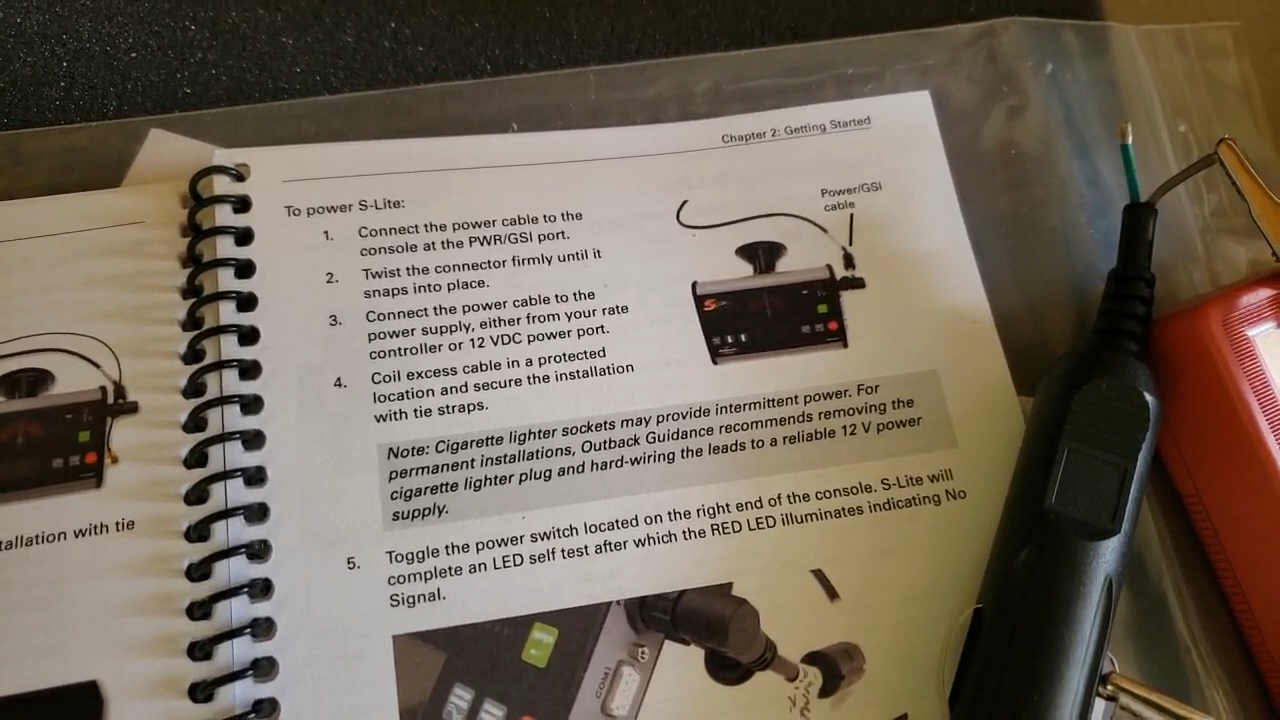 Chapter 2: Getting Started
To power S-Lite:
1. Connect the power cable to the
console at the PWR/GSI port.
2. Twist the connector firmly until it
snaps into place.
3. Connect the power cable to the
power supply, either from your rate
controller or 12 VDC power port.
4. Coil excess cable in a protected
location and secure the installation
with tie straps.
Power/GSI
cable
S
Note: Cigarette lighter sockets may provide intermittent power. For
permanent installations, Outback Guidance recommends removing the
cigarette lighter plug and hard-wiring the leads to a reliable 12 V power
supply.
5. Toggle the power switch located on the right end of the console. S-Lite will
complete an LED self test after which the RED LED illuminates indicating No
Signal.
COM1
tallation with tie